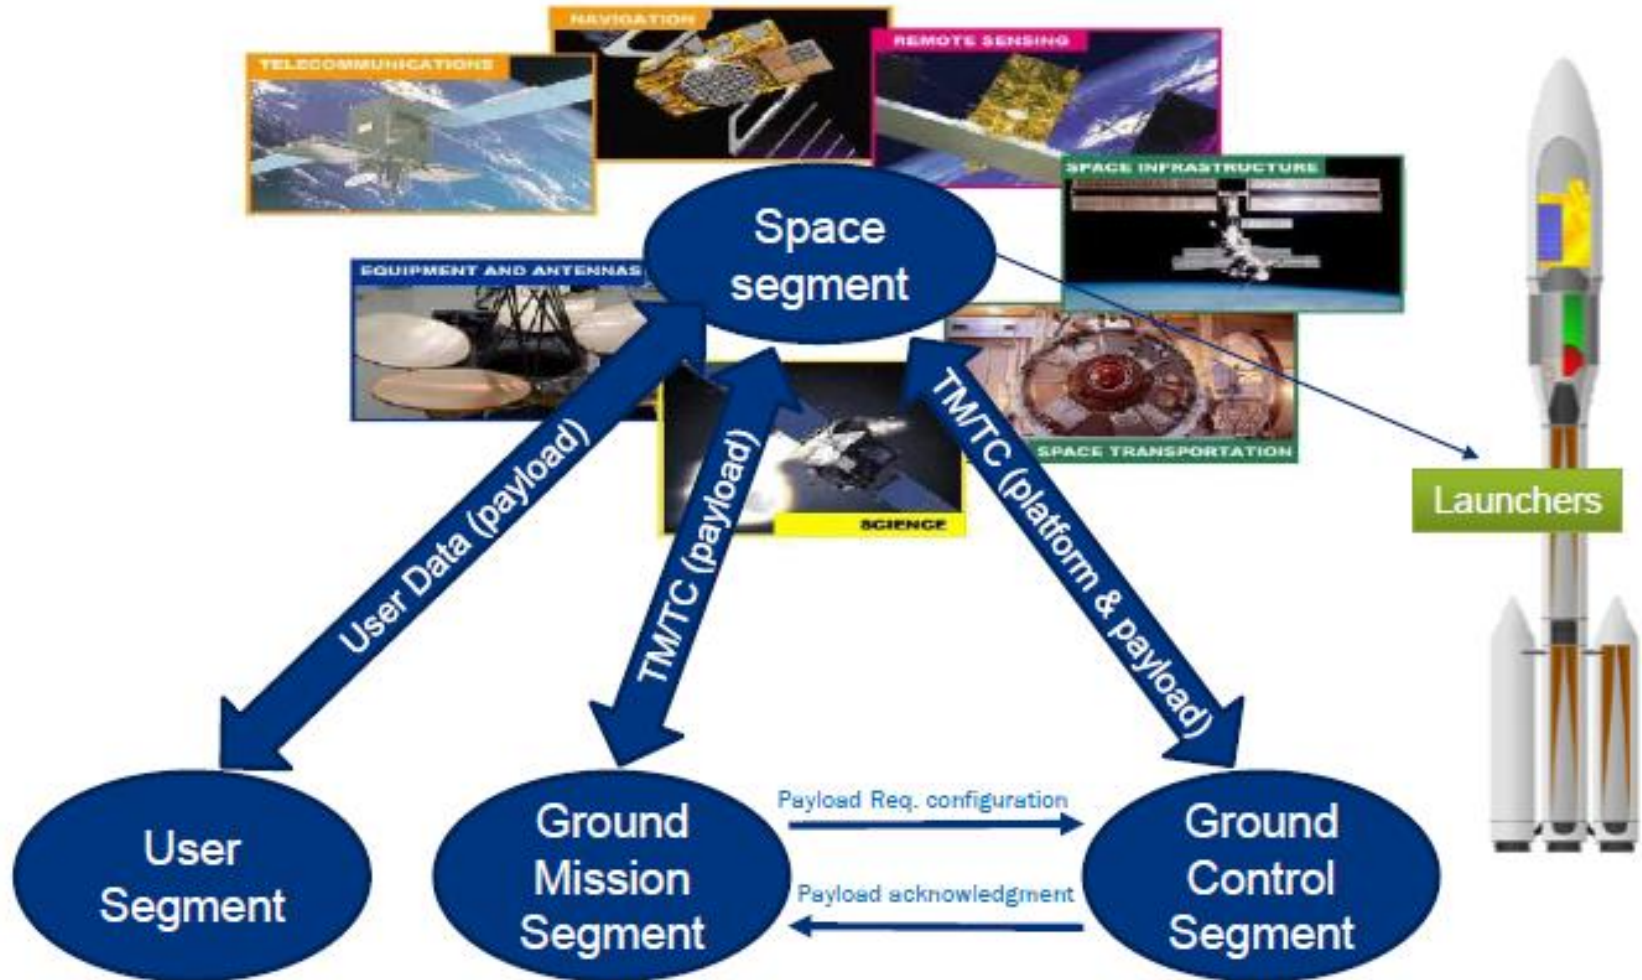 NAVIGATION
REMOTE SENSING
TELECOMMUNICATIONS
SPACE INFRASTRUCTURE
Space
segment
EQUIPMENT AND ANTENNAS
SPACE TRANSPORTATION
SCIENCE
Launchers
User Data (payload)
TM/TC (payload)
TM/TC (platform & payload)
User
Segment
Ground
Mission
Segment
Payload Req. configuration
Payload acknowledgment
Ground
Control
Segment